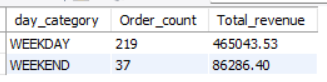 day_category Order_count Total_revenue
WEEKDAY 219 465043.53
WEEKEND 37 86286.40